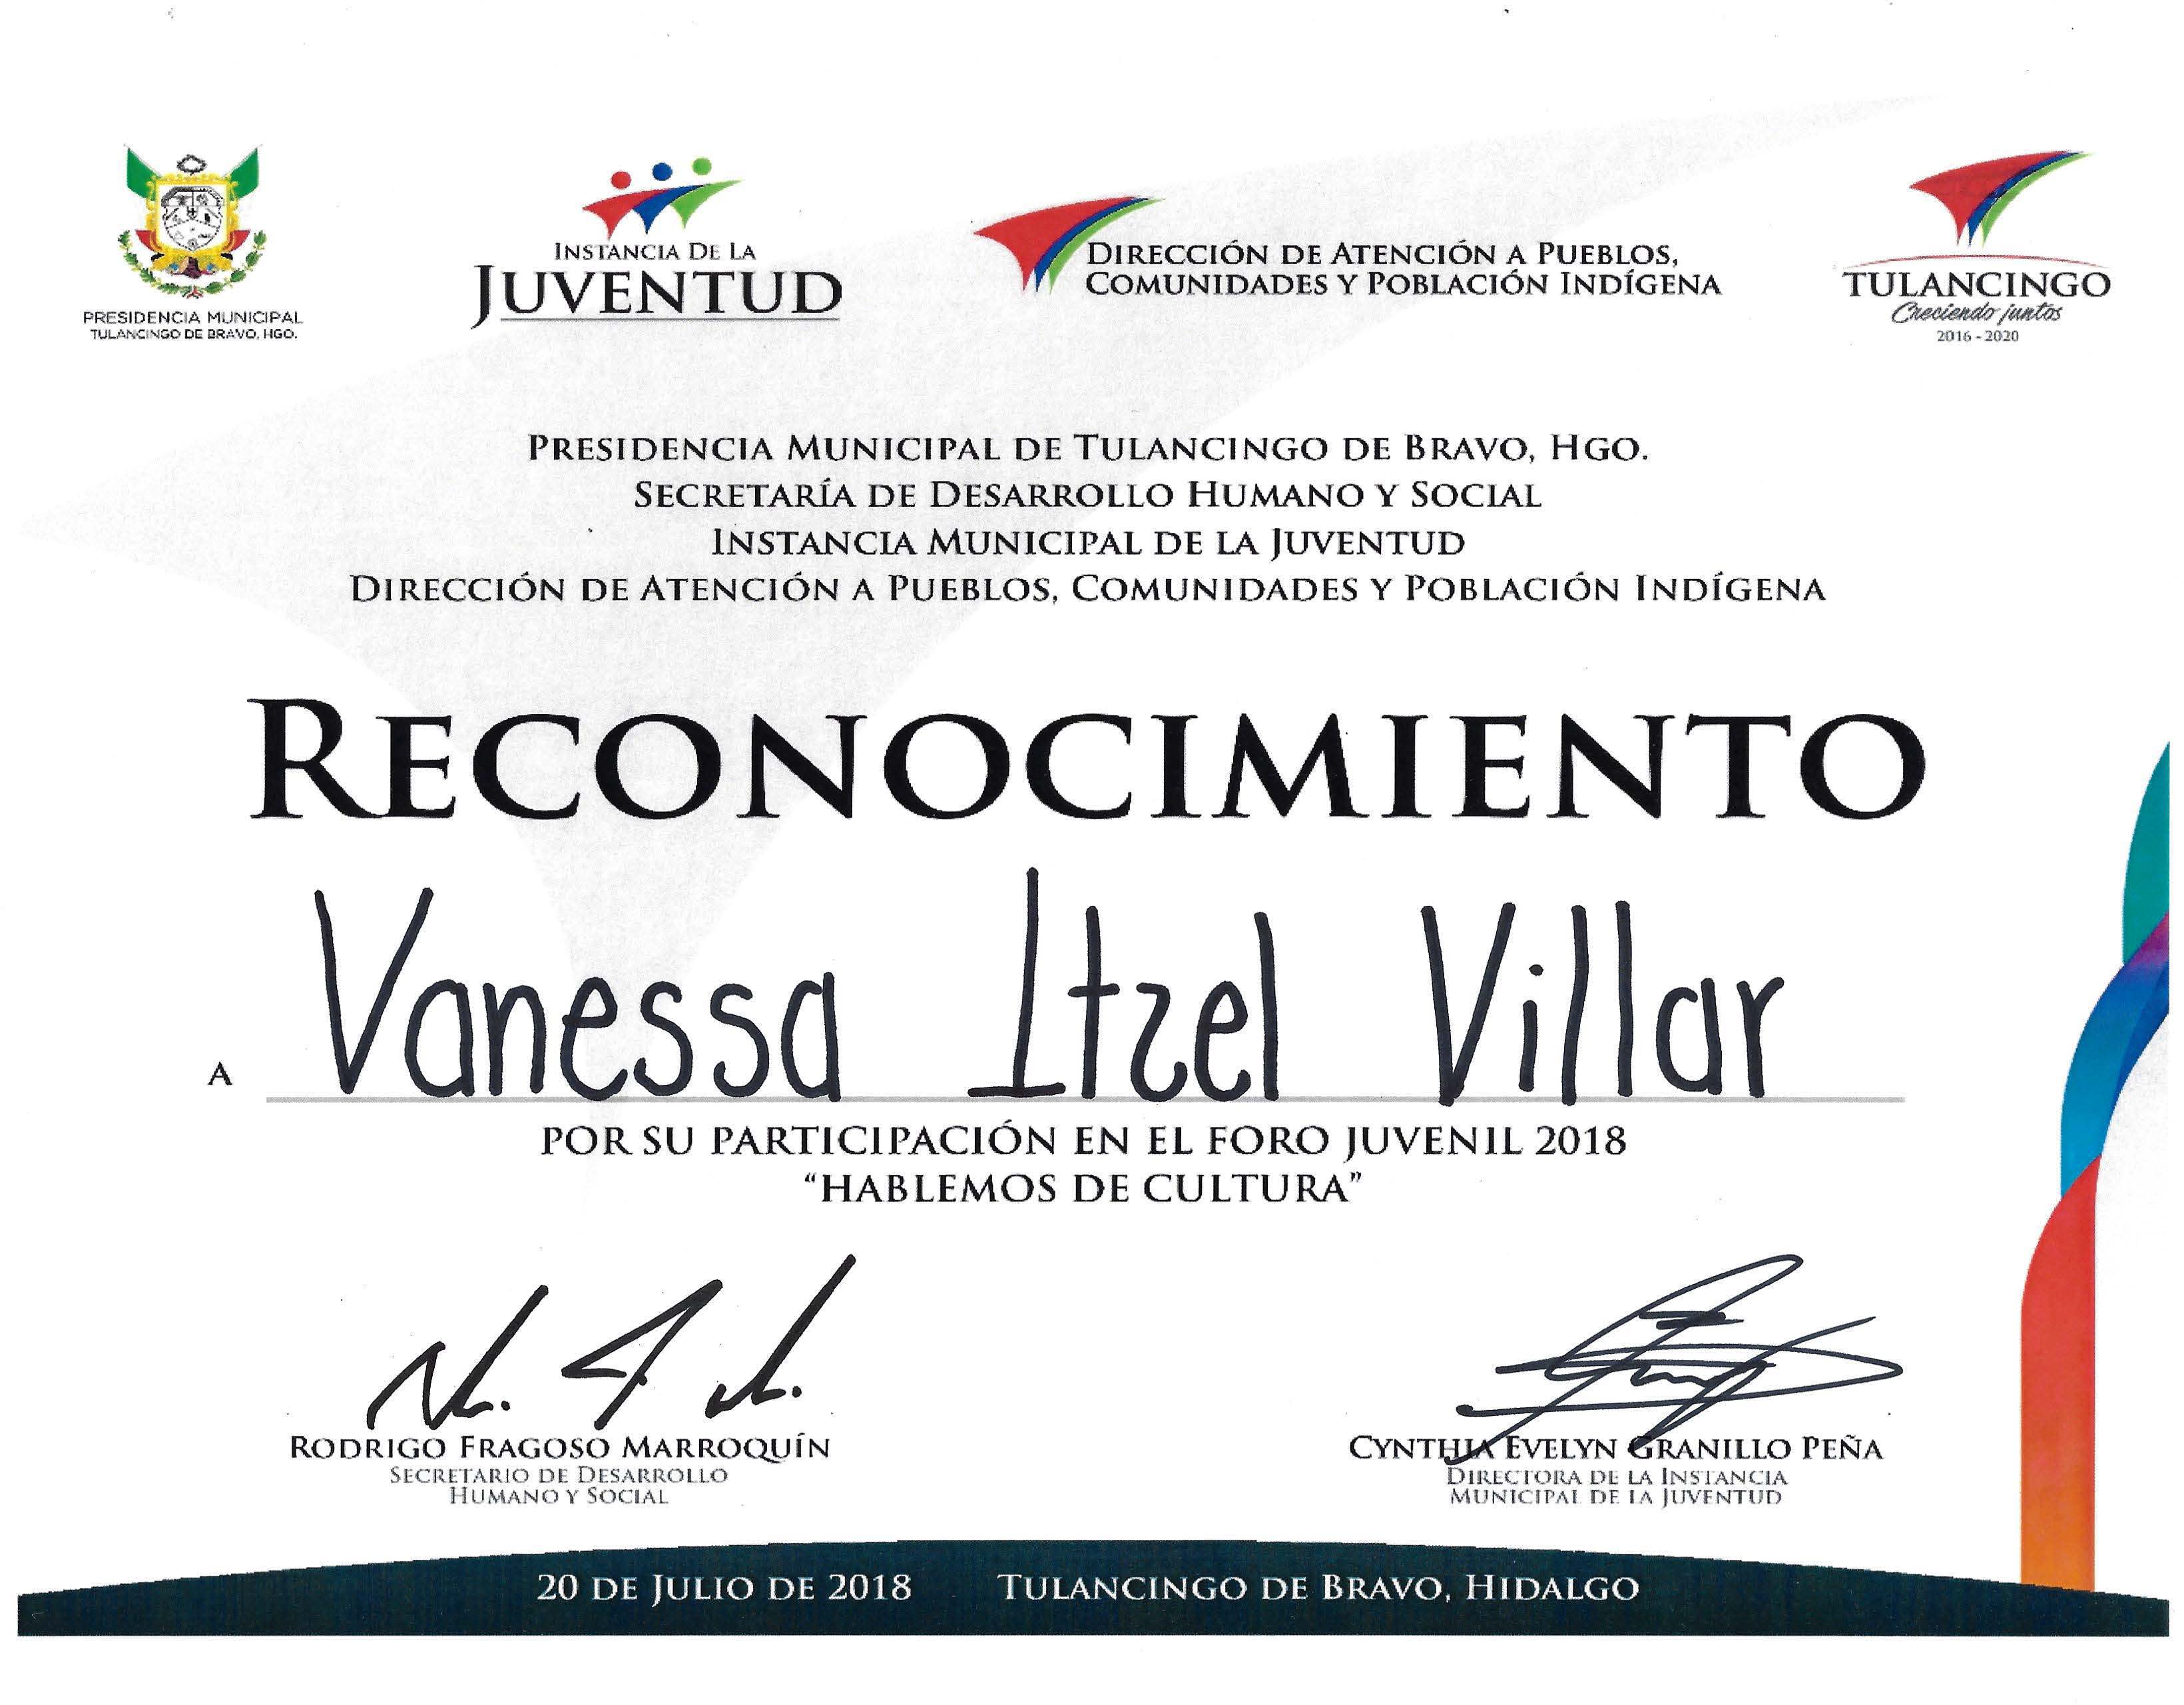 PRESIDENCIA MUNICIPAL
TULANCINGO DE BRAVO, HGO.
INSTANCIA DE LA
JUVENTUD
DIRECCIÓN DE ATENCIÓN A PUEBLOS,
COMUNIDADES Y POBLACIÓN INDÍGENA
TULANCINGO
Creciendo juntos
2016 - 2020
PRESIDENCIA MUNICIPAL DE TULANCINGO DE BRAVO, HGO.
SECRETARÍA DE DESARROLLO HUMANO Y SOCIAL
INSTANCIA MUNICIPAL DE LA JUVENTUD
DIRECCIÓN DE ATENCIÓN A PUEBLOS, COMUNIDADES Y POBLACIÓN INDÍGENA
RECONOCIMIENTO
A Vanessa Itzel Villar
POR SU PARTICIPACIÓN EN EL FORO JUVENIL 2018
“HABLEMOS DE CULTURA”
RODRIGO FRAGOSO MARROQUÍN
SECRETARIO DE DESARROLLO
HUMANO Y SOCIAL
CYNTHIA EVELYN GRANILLO PEÑA
DIRECTORA DE LA INSTANCIA
MUNICIPAL DE LA JUVENTUD
20 DE JULIO DE 2018 TULANCINGO DE BRAVO, HIDALGO